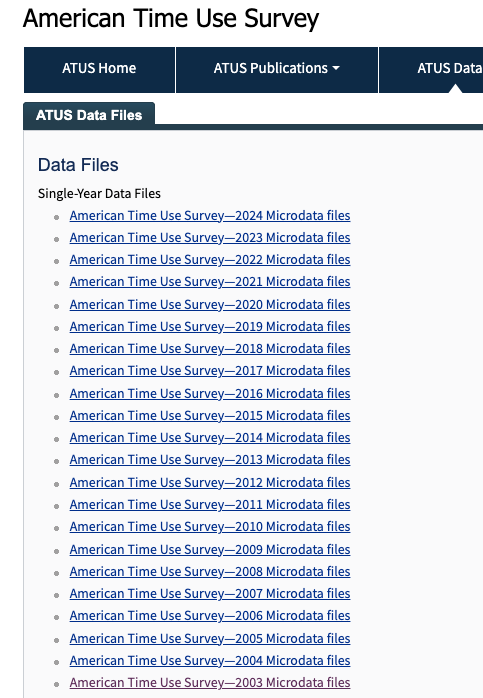 American Time Use Survey
ATUS Home ATUS Publications ATUS Data
ATUS Data Files
Data Files
Single-Year Data Files
American Time Use Survey—2024 Microdata files
American Time Use Survey—2023 Microdata files
American Time Use Survey—2022 Microdata files
American Time Use Survey—2021 Microdata files
American Time Use Survey—2020 Microdata files
American Time Use Survey—2019 Microdata files
American Time Use Survey—2018 Microdata files
American Time Use Survey—2017 Microdata files
American Time Use Survey—2016 Microdata files
American Time Use Survey—2015 Microdata files
American Time Use Survey—2014 Microdata files
American Time Use Survey—2013 Microdata files
American Time Use Survey—2012 Microdata files
American Time Use Survey—2011 Microdata files
American Time Use Survey—2010 Microdata files
American Time Use Survey—2009 Microdata files
American Time Use Survey—2008 Microdata files
American Time Use Survey—2007 Microdata files
American Time Use Survey—2006 Microdata files
American Time Use Survey—2005 Microdata files
American Time Use Survey—2004 Microdata files
American Time Use Survey—2003 Microdata files